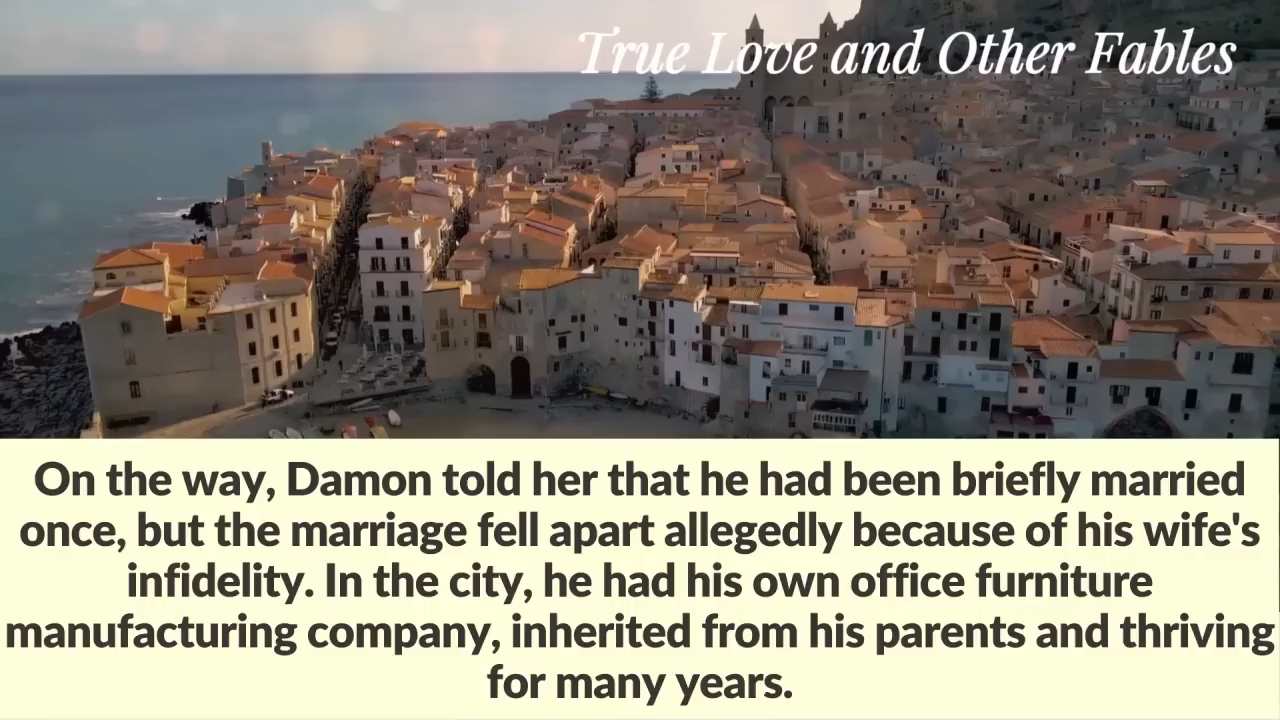 True Love and Other Fables
On the way, Damon told her that he had been briefly married
once, but the marriage fell apart allegedly because of his wife's
infidelity. In the city, he had his own office furniture
manufacturing company, inherited from his parents and thriving
for many years.